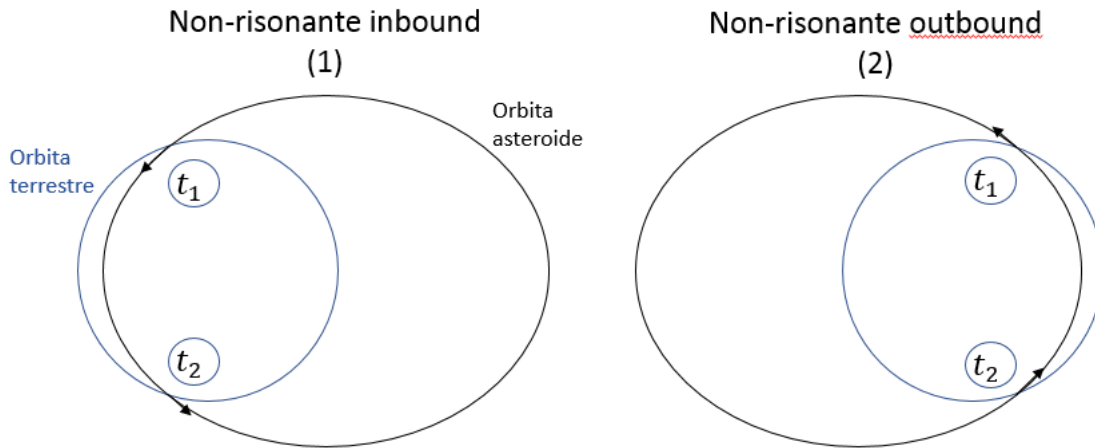 Non-risonante inbound
(1)
Orbita
asteroide
Orbita
terrestre
t₁
t₂
Non-risonante outbound
(2)
t₁
t₂